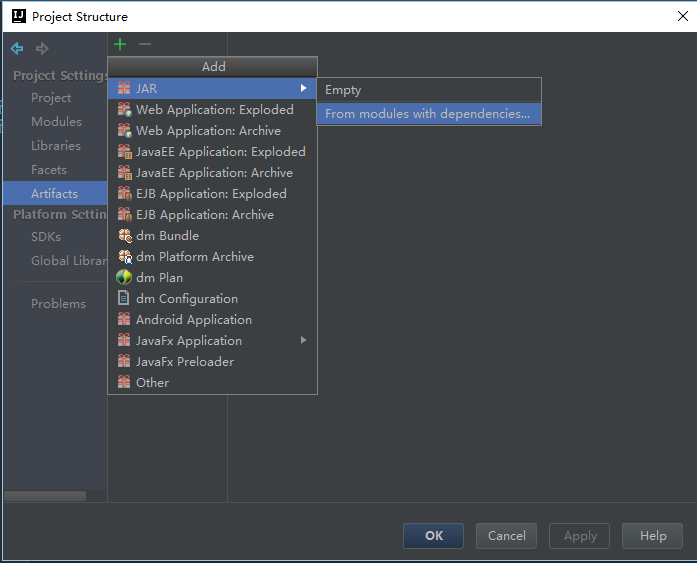 Project Structure
Project Settings
Project
Modules
Libraries
Facets
Artifacts
Platform Settin
SDKs
Global Librar
Problems
Add
JAR
Web Application: Exploded
Web Application: Archive
JavaEE Application: Exploded
JavaEE Application: Archive
EJB Application: Exploded
EJB Application: Archive
dm Bundle
dm Platform Archive
dm Plan
dm Configuration
Android Application
JavaFx Application
JavaFx Preloader
Other
Empty
From modules with dependencies...
OK
Cancel
Apply
Help